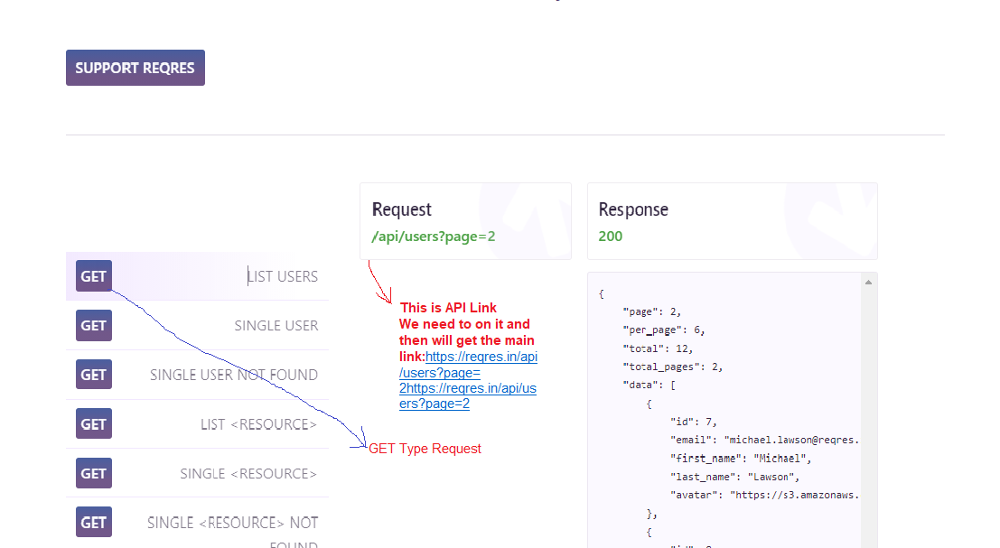 SUPPORT REQRES
Request
/api/users?page=2
Response
200
GET LIST USERS
GET SINGLE USER
GET SINGLE USER NOT FOUND
GET LIST <RESOURCE>
GET SINGLE <RESOURCE>
GET SINGLE <RESOURCE> NOT
FOUND
This is API Link
We need to on it and
then will get the main
link:https://reqres.in/api
/users?page=
2https://reqres.in/api/us
ers?page=2
GET Type Request
{
"page": 2,
"per_page": 6,
"total": 12,
"total_pages": 2,
"data": [
{
"id": 7,
"email": "michael.lawson@reqres.
"first_name": "Michael",
"last_name": "Lawson",
"avatar": "https://s3.amazonaws.
},
{